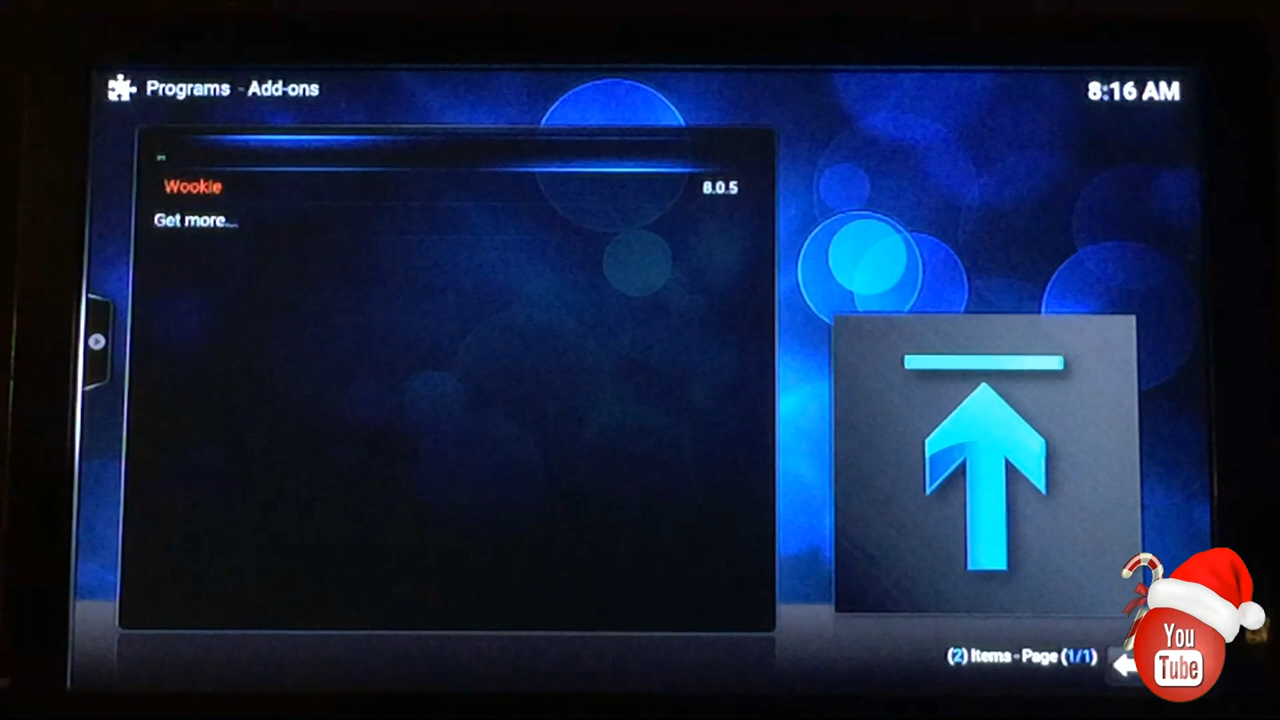 Programs - Add-ons
8:16 AM
..
Wookie 8.0.5
Get more...
(2) Items - Page (1/1)
You
Tube